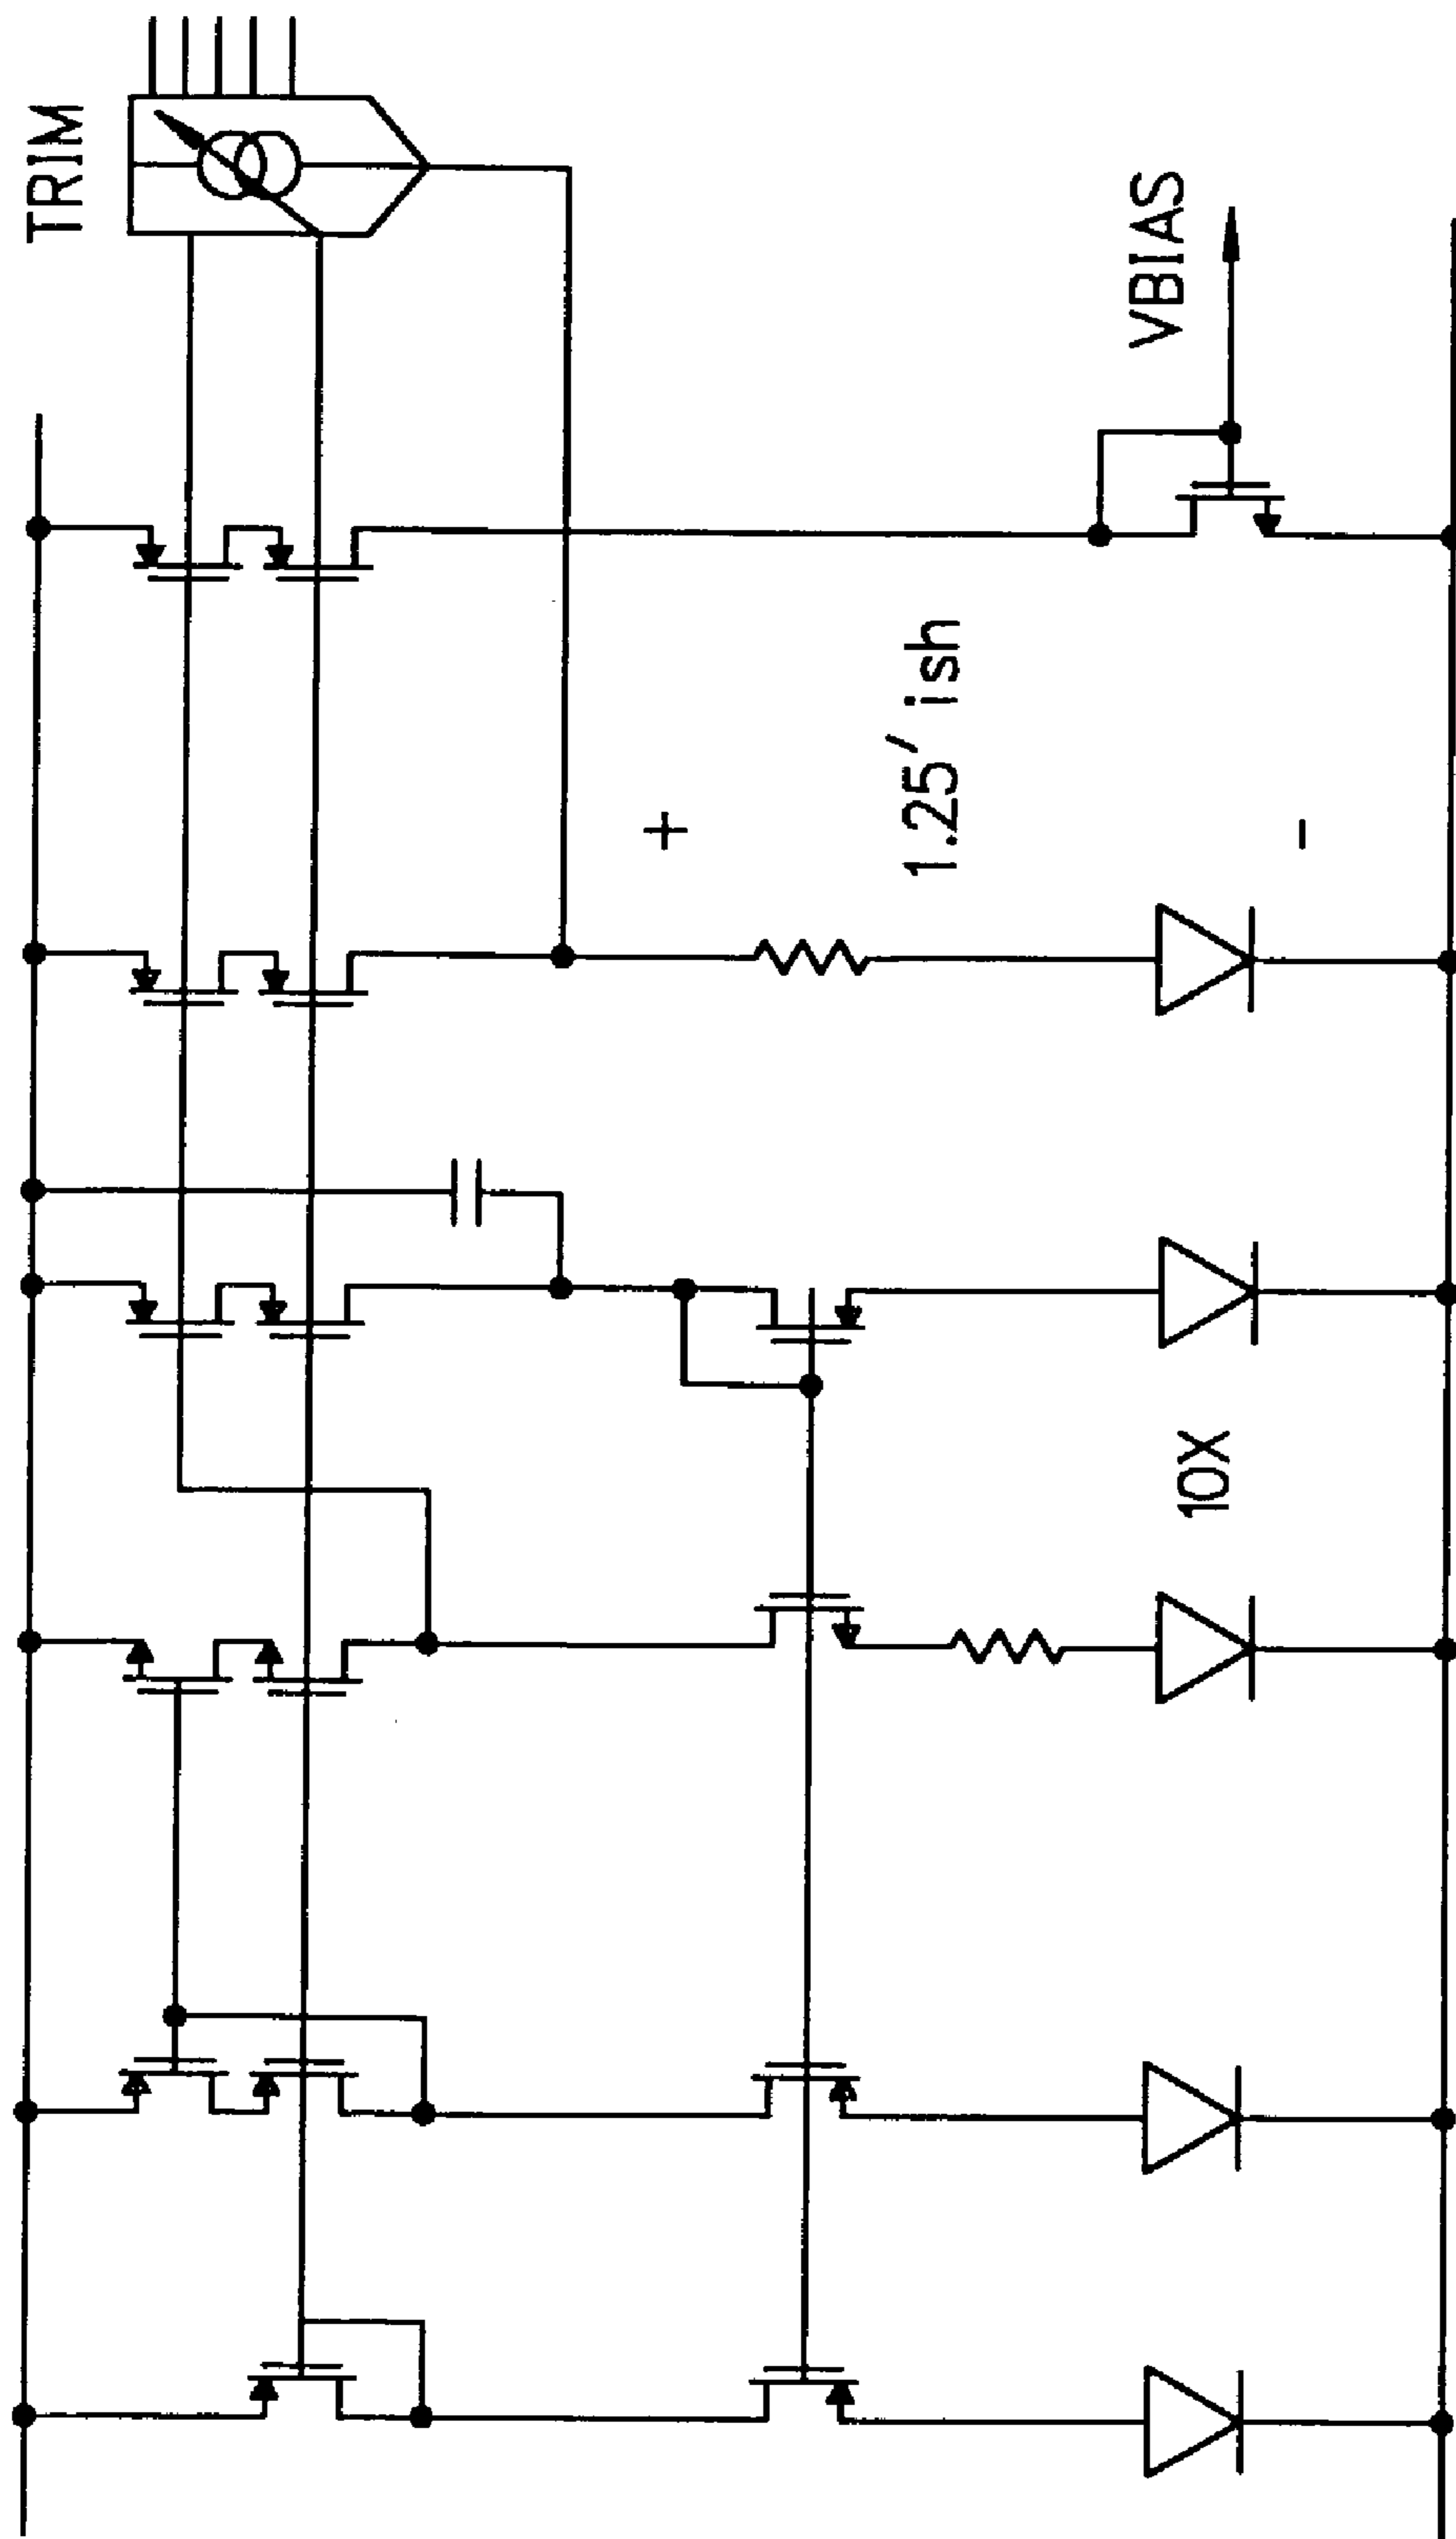 TRIM
VBIAS
1.25' ish
+
-
10X